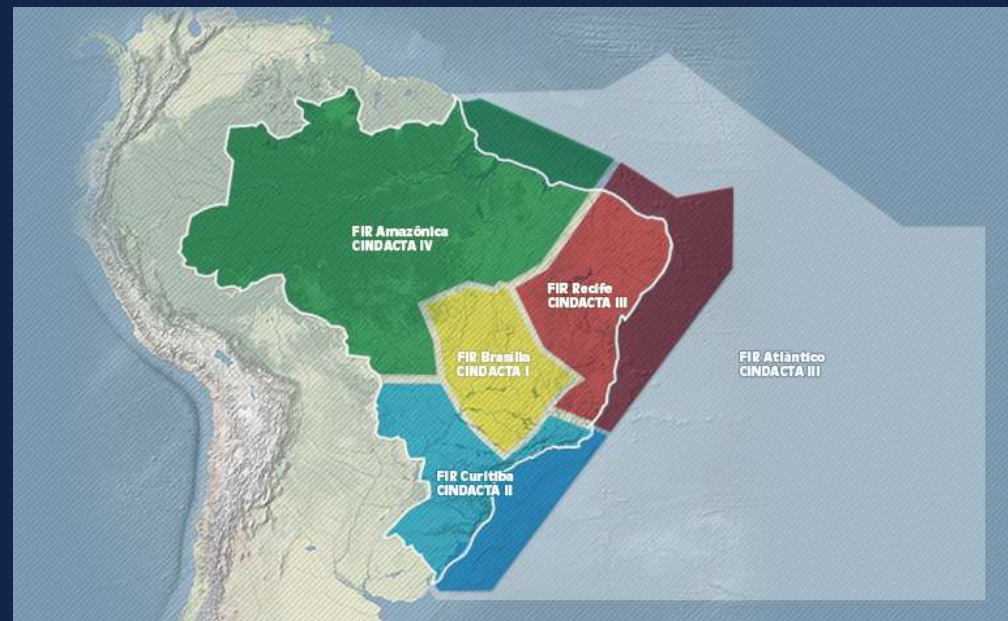 FIR Amazônica
CINDACTA IV
FIR Recife
CINDACTA III
FIR Brasília
CINDACTA I
FIR Atlântico
CINDACTA III
FIR Curitiba
CINDACTA II